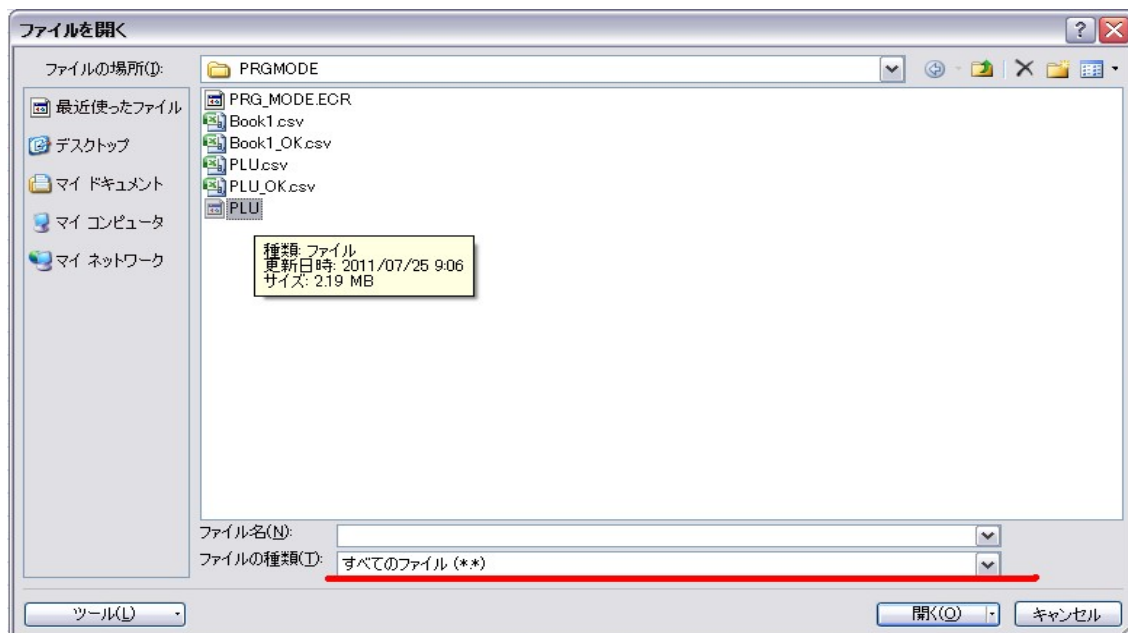 ファイルを開く
ファイルの場所(I):
PRGMODE
最近使ったファイル
デスクトップ
マイ ドキュメント
マイ コンピュータ
マイ ネットワーク
PRG_MODE.ECR
Book1.csv
Book1_OK.csv
PLU.csv
PLU_OK.csv
PLU
種類: ファイル
更新日時: 2011/07/25 9:06
サイズ: 2.19 MB
ファイル名(N):
ファイルの種類(T):
すべてのファイル (*.*)
ツール(L)
開く(O)
キャンセル